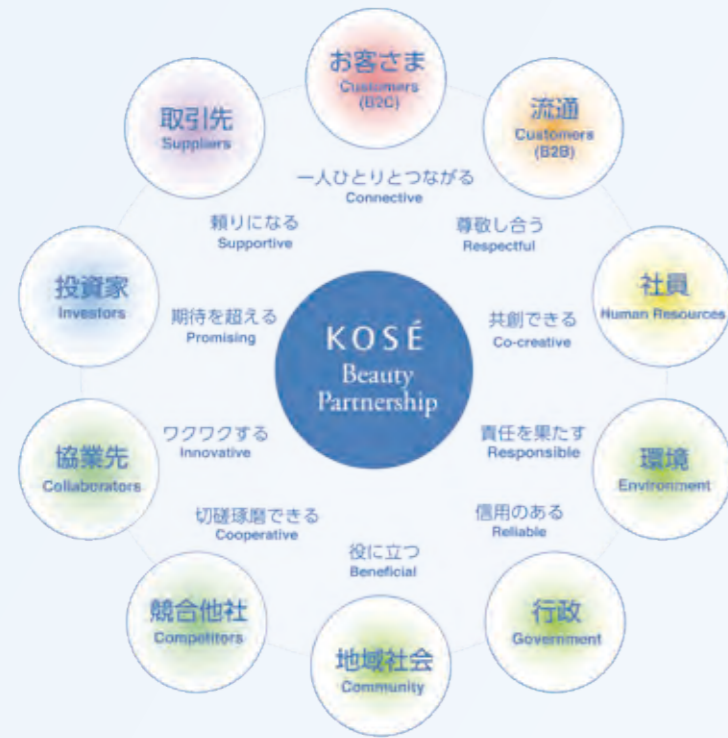 お客さま
Customers
(B2C)
流通
Customers
(B2B)
取引先
Suppliers
一人ひとりとつながる
Connective
頼りになる
Supportive
尊敬し合う
Respectful
投資家
Investors
社員
Human Resources
期待を超える
Promising
共創できる
Co-creative
KOSÉ
Beauty
Partnership
ワクワクする
Innovative
責任を果たす
Responsible
協業先
Collaborators
環境
Environment
切磋琢磨できる
Cooperative
信用のある
Reliable
役に立つ
Beneficial
競合他社
Competitors
行政
Government
地域社会
Community